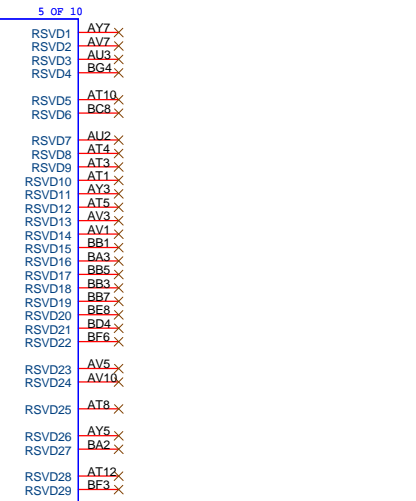 5 OF 10
RSVD1 AY7
RSVD2 AV7
RSVD3 AU3
RSVD4 BG4
RSVD5 AT10
RSVD6 BC8
RSVD7 AU2
RSVD8 AT4
RSVD9 AT3
RSVD10 AT1
RSVD11 AY3
RSVD12 AT5
RSVD13 AV3
RSVD14 AV1
RSVD15 BB1
RSVD16 BA3
RSVD17 BB5
RSVD18 BB3
RSVD19 BB7
RSVD20 BE8
RSVD21 BD4
RSVD22 BF6
RSVD23 AV5
RSVD24 AV10
RSVD25 AT8
RSVD26 AY5
RSVD27 BA2
RSVD28 AT12
RSVD29 BF3